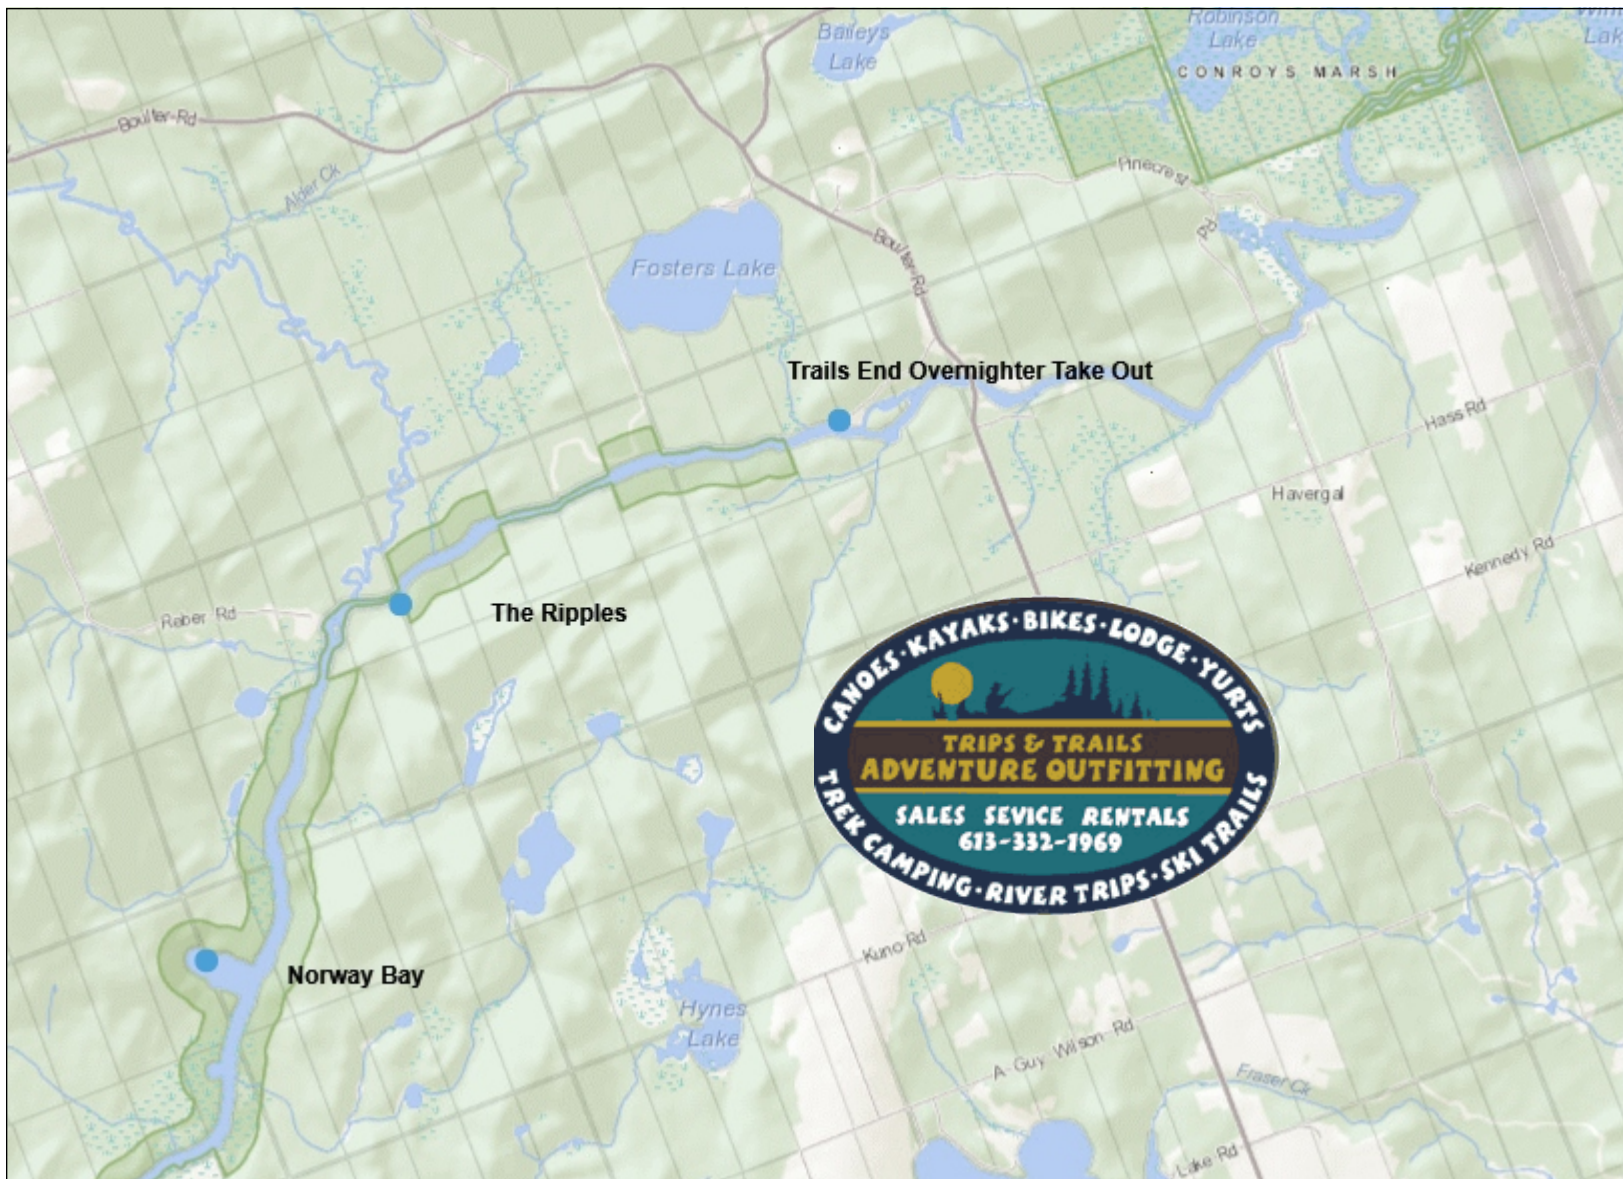 Baileys
Lake
Robinson
Lake
CONROYS MARSH
Boulter Rd
Alder Ck
Pinecrest
Rd
Boulter Rd
Fosters Lake
Trails End Overnighter Take Out
Hass Rd
Havergal
Kennedy Rd
Raber Rd
The Ripples
CANOES·KAYAKS·BIKES·LODGE·YURTS
TRIPS & TRAILS
ADVENTURE OUTFITTING
SALES SEVICE RENTALS
613-332-1969
TREK CAMPING·RIVER TRIPS·SKI TRAILS
Kuno Rd
Norway Bay
Hynes
Lake
A Guy Wilson Rd
Fraser Ck
Lake Rd